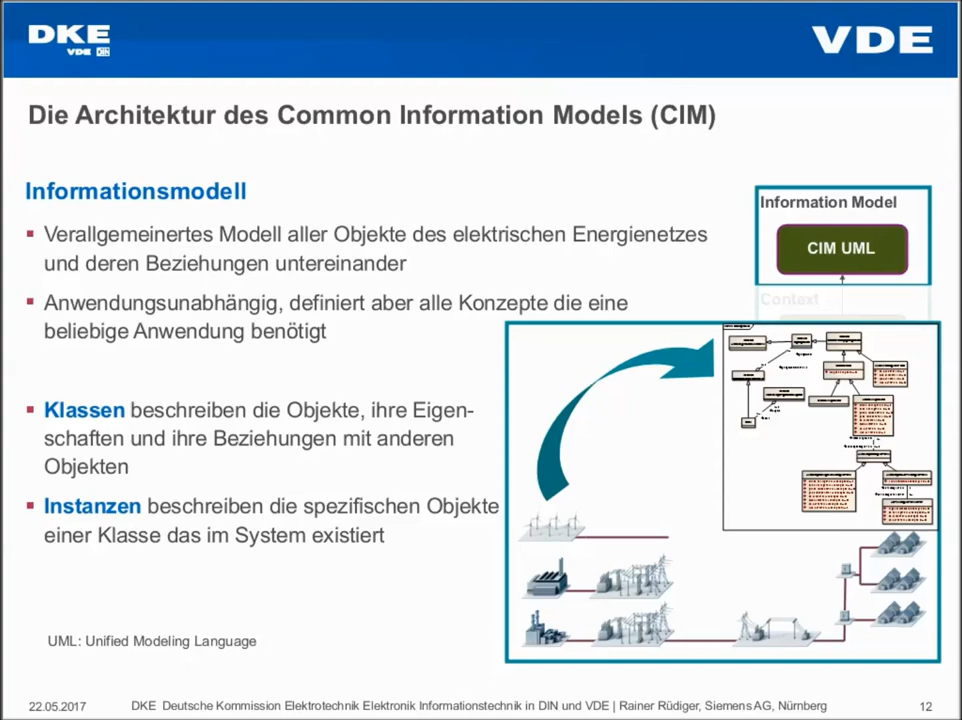 DKE
VDE DIN
VDE
Die Architektur des Common Information Models (CIM)
Informationsmodell
Verallgemeinertes Modell aller Objekte des elektrischen Energienetzes
und deren Beziehungen untereinander
Anwendungsunabhängig, definiert aber alle Konzepte die eine
beliebige Anwendung benötigt
Klassen beschreiben die Objekte, ihre Eigen-
schaften und ihre Beziehungen mit anderen
Objekten
Instanzen beschreiben die spezifischen Objekte
einer Klasse das im System existiert
UML: Unified Modeling Language
Information Model
CIM UML
Context
22.05.2017
DKE Deutsche Kommission Elektrotechnik Elektronik Informationstechnik in DIN und VDE | Rainer Rüdiger, Siemens AG, Nürnberg
12